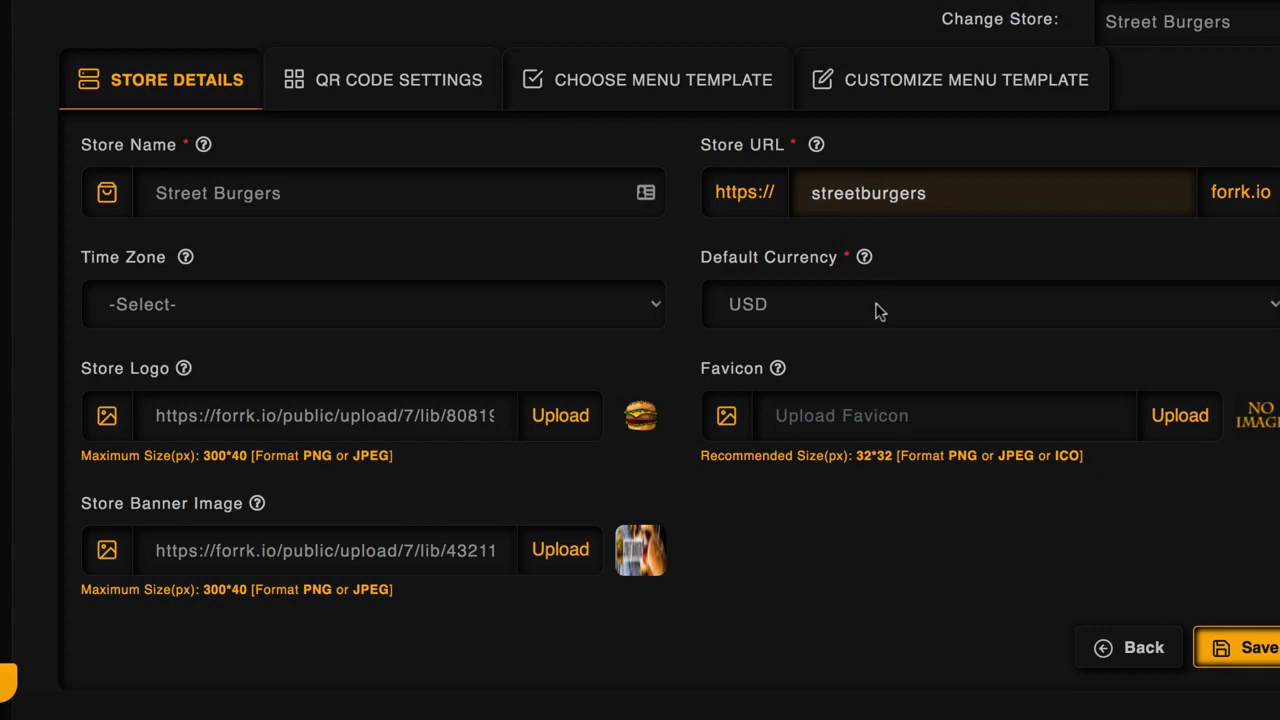 Change Store: Street Burgers
STORE DETAILS QR CODE SETTINGS CHOOSE MENU TEMPLATE CUSTOMIZE MENU TEMPLATE
Store Name * Store URL *
Street Burgers https:// streetburgers forrk.io
Time Zone Default Currency *
-Select- USD
Store Logo Favicon
https://forrk.io/public/upload/7/lib/80819 Upload Upload Favicon Upload NO IMAGE
Maximum Size(px): 300*40 [Format PNG or JPEG] Recommended Size(px): 32*32 [Format PNG or JPEG or ICO]
Store Banner Image
https://forrk.io/public/upload/7/lib/43211 Upload
Maximum Size(px): 300*40 [Format PNG or JPEG]
Back Save